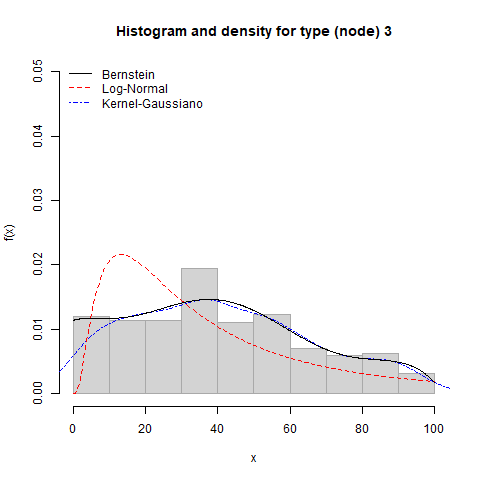 Histogram and density for type (node) 3
Bernstein
Log-Normal
Kernel-Gaussiano
f(x)
0.05
0.04
0.03
0.02
0.01
0.00
0 20 40 60 80 100
x